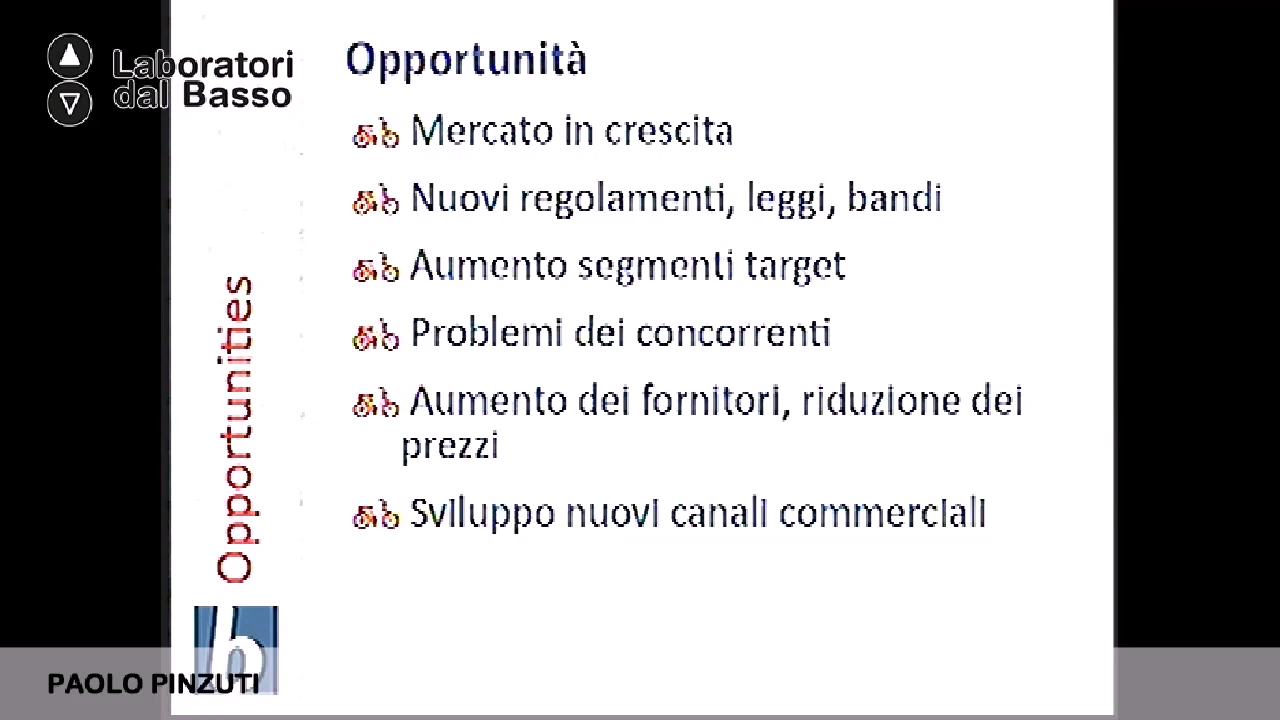 Laboratori
dal Basso
Opportunità
Mercato in crescita
Nuovi regolamenti, leggi, bandi
Aumento segmenti target
Problemi dei concorrenti
Aumento dei fornitori, riduzione dei
prezzi
Sviluppo nuovi canali commerciali
Opportunities
b
PAOLO PINZUTI